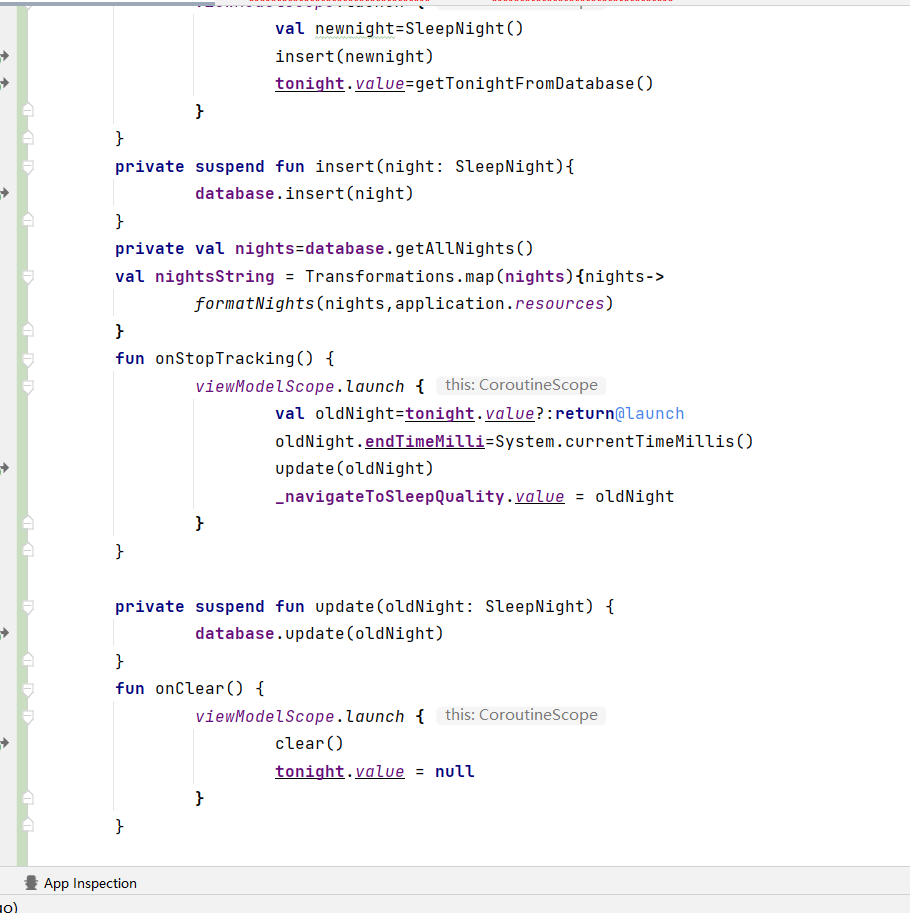 val newnight=SleepNight()
insert(newnight)
tonight.value=getTonightFromDatabase()
}
}
private suspend fun insert(night: SleepNight){
database.insert(night)
}
private val nights=database.getAllNights()
val nightsString = Transformations.map(nights){nights->
formatNights(nights,application.resources)
}
fun onStopTracking() {
viewModelScope.launch { this: CoroutineScope
val oldNight=tonight.value?:return@launch
oldNight.endTimeMilli=System.currentTimeMillis()
update(oldNight)
_navigateToSleepQuality.value = oldNight
}
}
private suspend fun update(oldNight: SleepNight) {
database.update(oldNight)
}
fun onClear() {
viewModelScope.launch { this: CoroutineScope
clear()
tonight.value = null
}
}
App Inspection